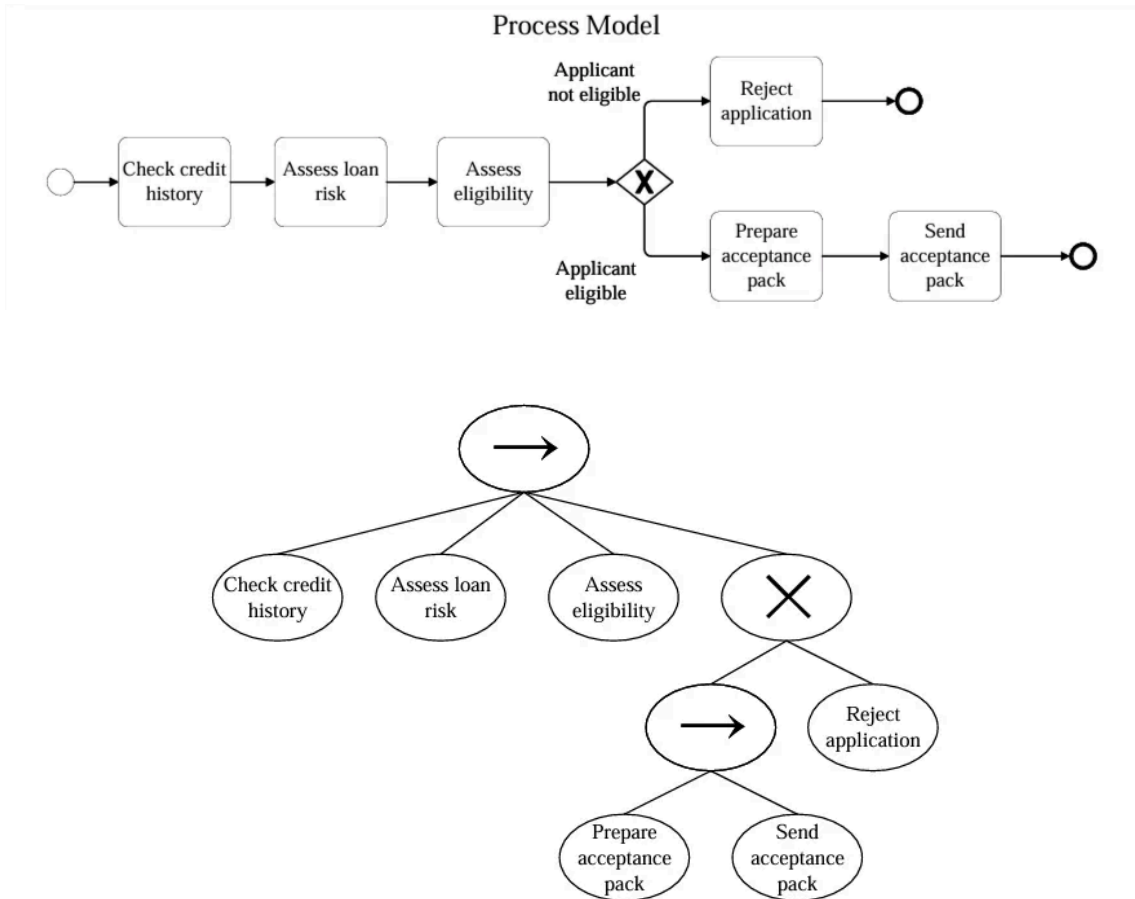 Process Model
Applicant
not eligible
Reject
application
Check credit
history
Assess loan
risk
Assess
eligibility
X
Applicant
eligible
Prepare
acceptance
pack
Send
acceptance
pack
Check credit
history
Assess loan
risk
Assess
eligibility
Reject
application
Prepare
acceptance
pack
Send
acceptance
pack